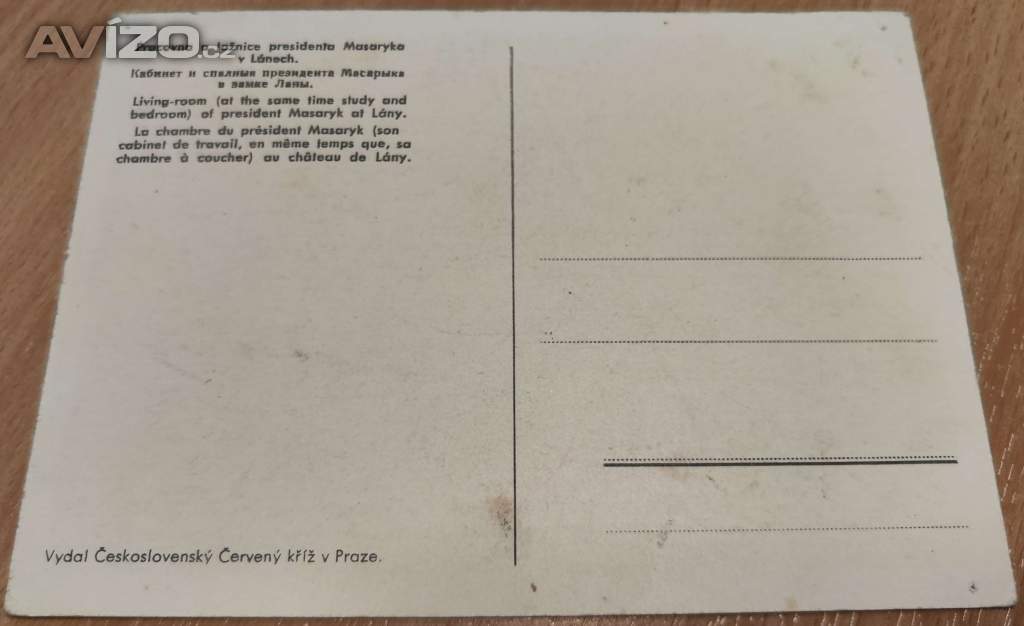 AVÍZO.cz
Pracovna a ložnice presidenta Masaryka
v Lánech.
Кабинет и спалния президента Масарыка
в замке Ланы.
Living-room (at the same time study and
bedroom) of president Masaryk at Lány.
La chambre du président Masaryk (son
cabinet de travail, en même temps que, sa
chambre à coucher) au château de Lány.
Vydal Československý Červený kříž v Praze.